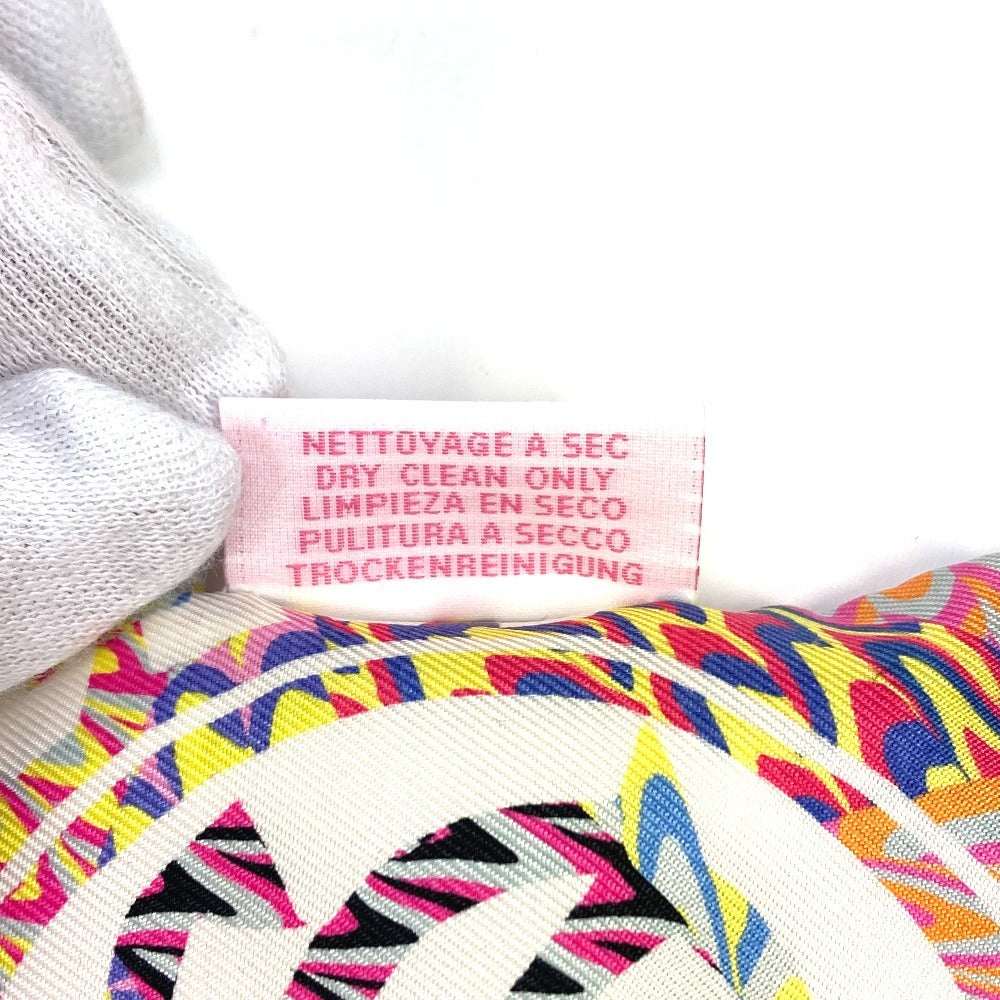 NETTOYAGE A SEC
DRY CLEAN ONLY
LIMPIEZA EN SECO
PULITURA A SECCO
TROCKENREINIGUNG